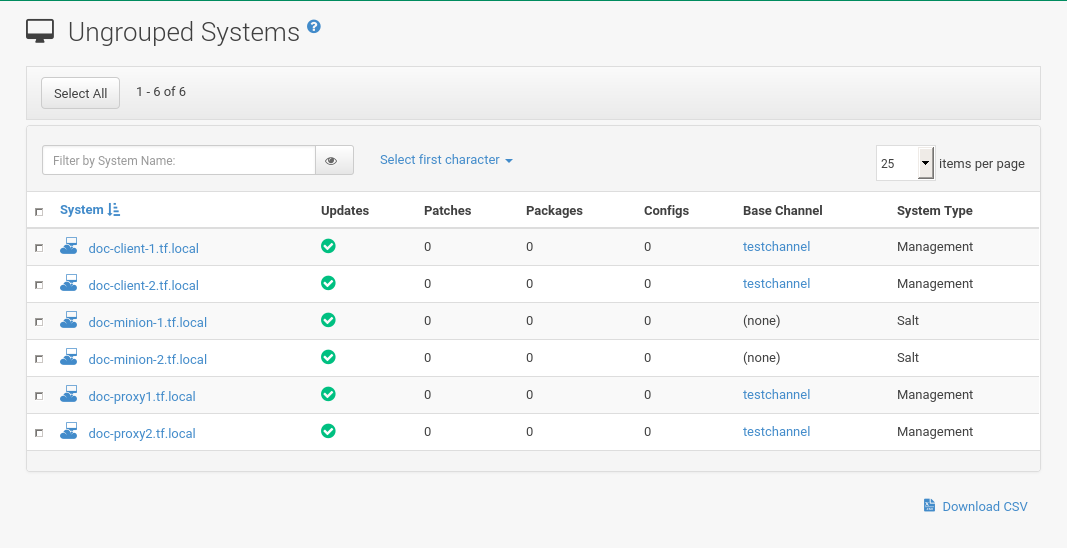 Ungrouped Systems ?
Select All 1 - 6 of 6
Filter by System Name: Select first character 25 items per page
System Updates Patches Packages Configs Base Channel System Type
doc-client-1.tf.local 0 0 0 testchannel Management
doc-client-2.tf.local 0 0 0 testchannel Management
doc-minion-1.tf.local 0 0 0 (none) Salt
doc-minion-2.tf.local 0 0 0 (none) Salt
doc-proxy1.tf.local 0 0 0 testchannel Management
doc-proxy2.tf.local 0 0 0 testchannel Management
Download CSV